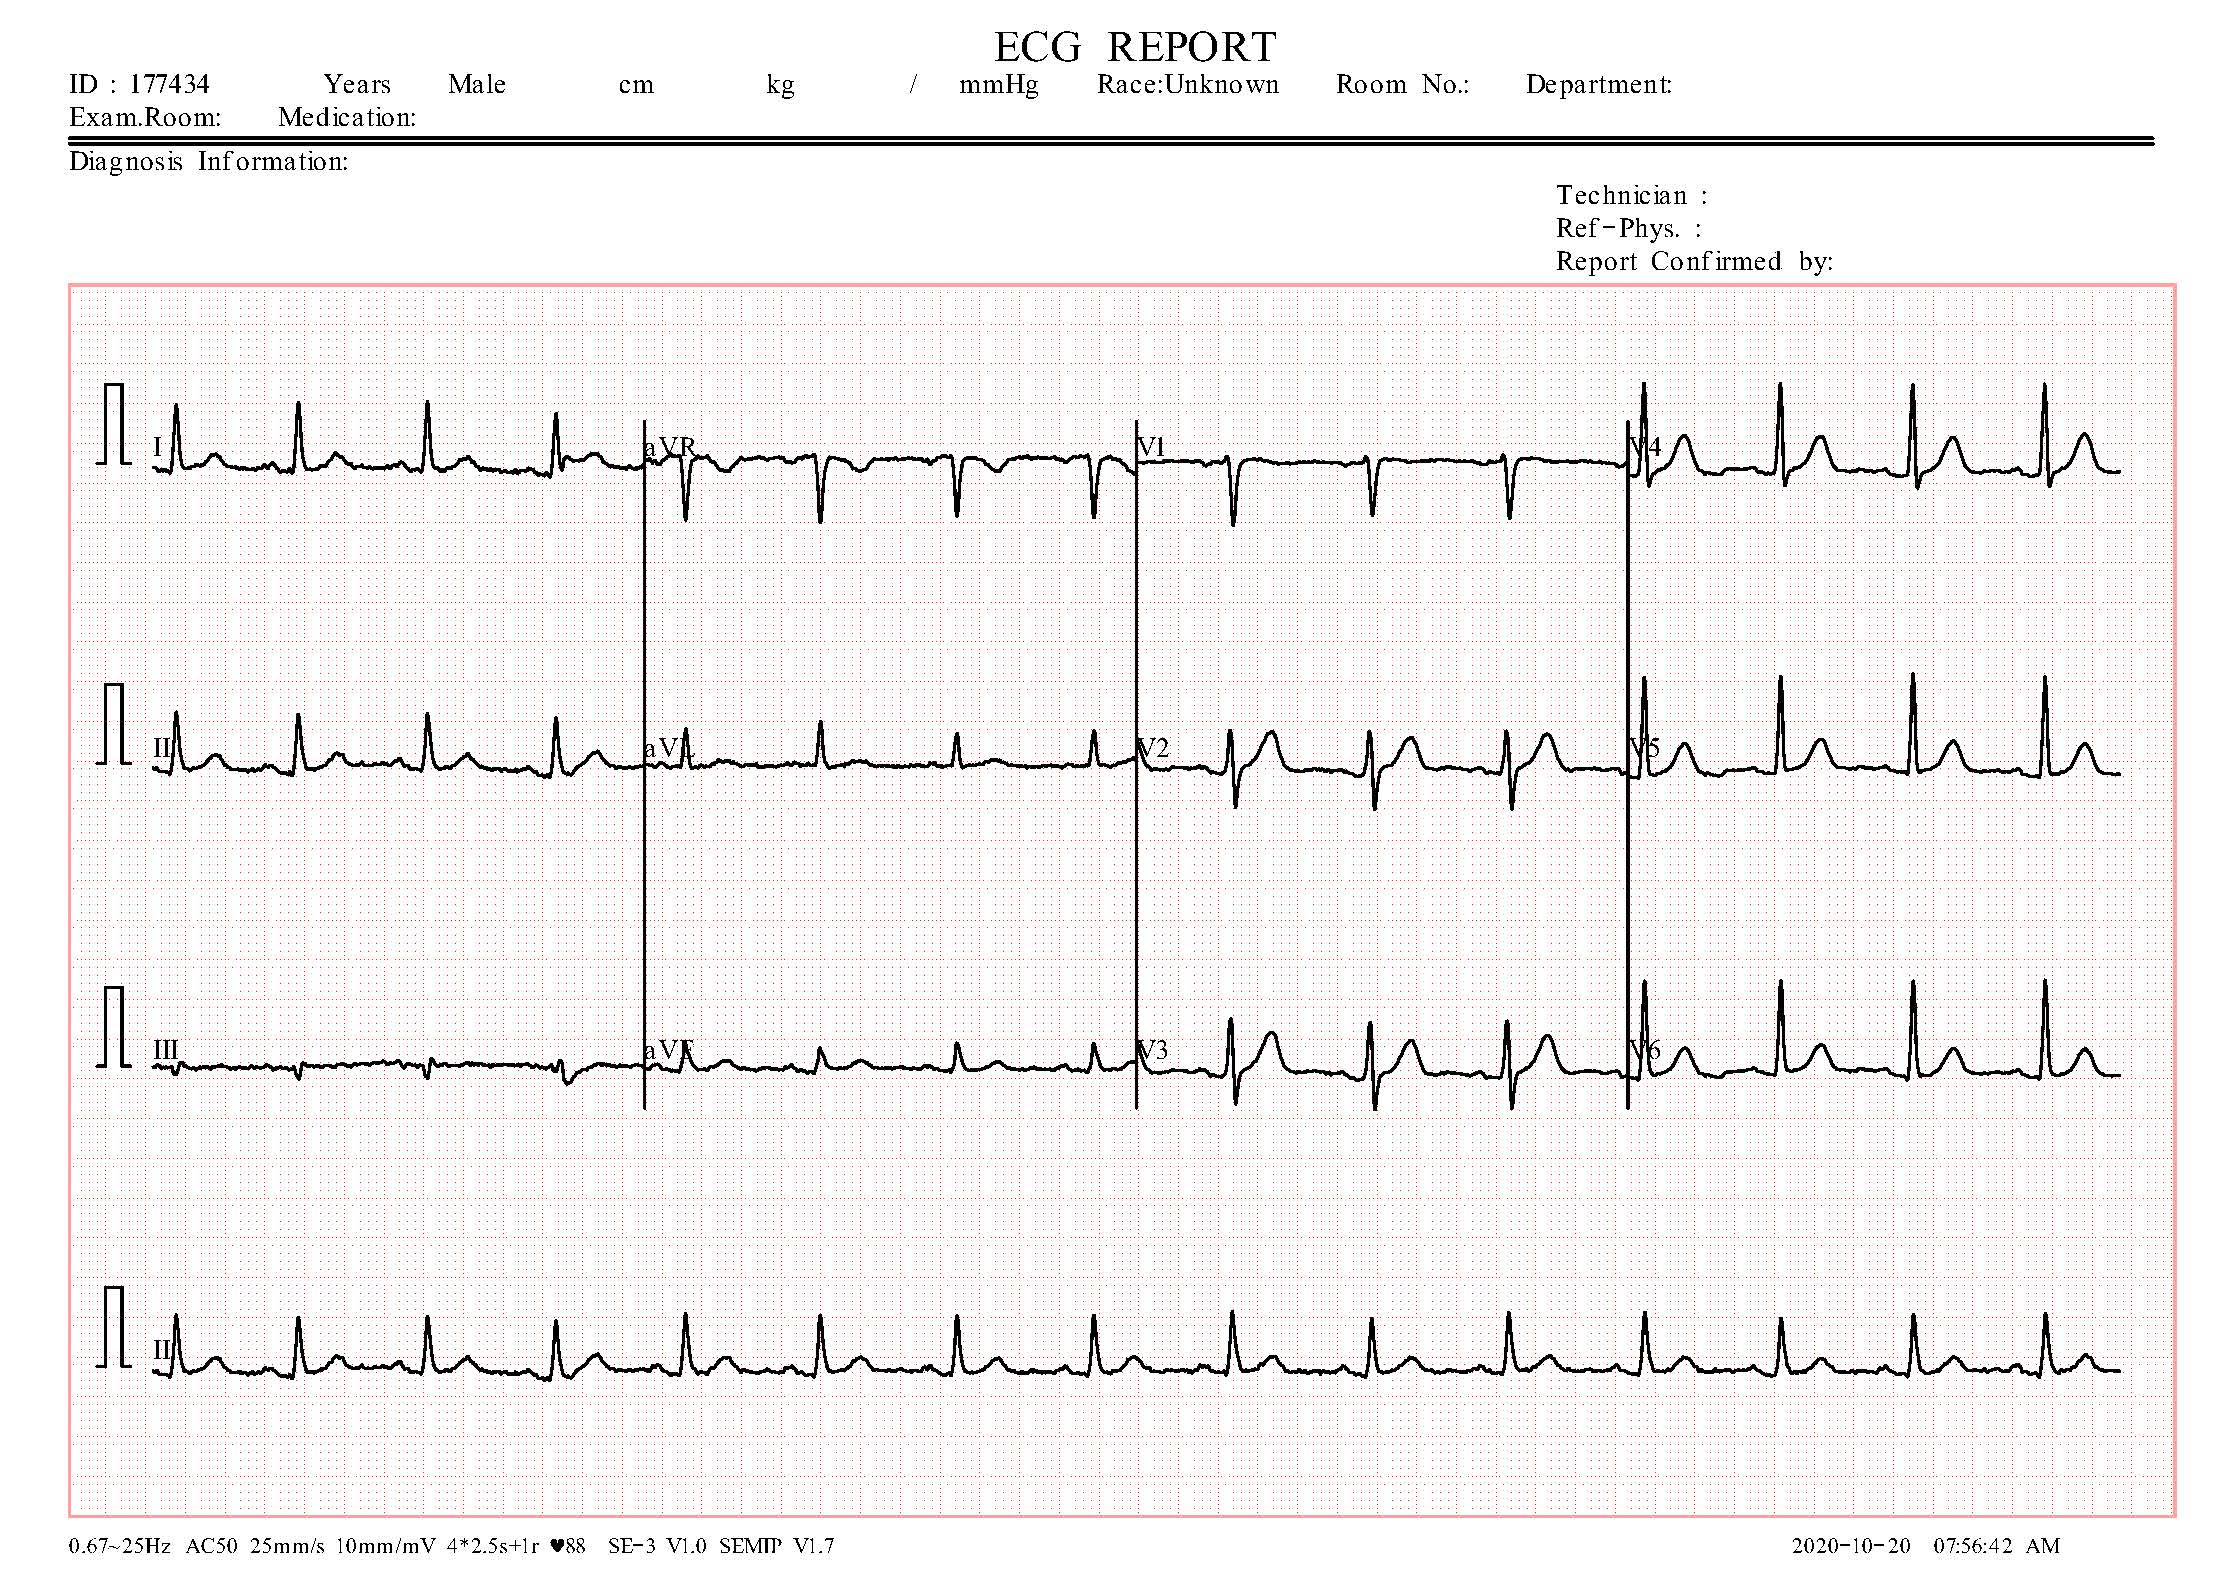 ECG REPORT
ID : 177434 Years Male cm kg / mmHg Race:Unknown Room No.: Department:
Exam.Room: Medication:
Diagnosis Information:
Technician :
Ref-Phys. :
Report Confirmed by:
I aVR V1 V4
II aVL V2 V5
III aVF V3 V6
II
0.67~25Hz AC50 25mm/s 10mm/mV 4*2.5s+1r ♥88 SE-3 V1.0 SEMIP V1.7 2020-10-20 07:56:42 AM